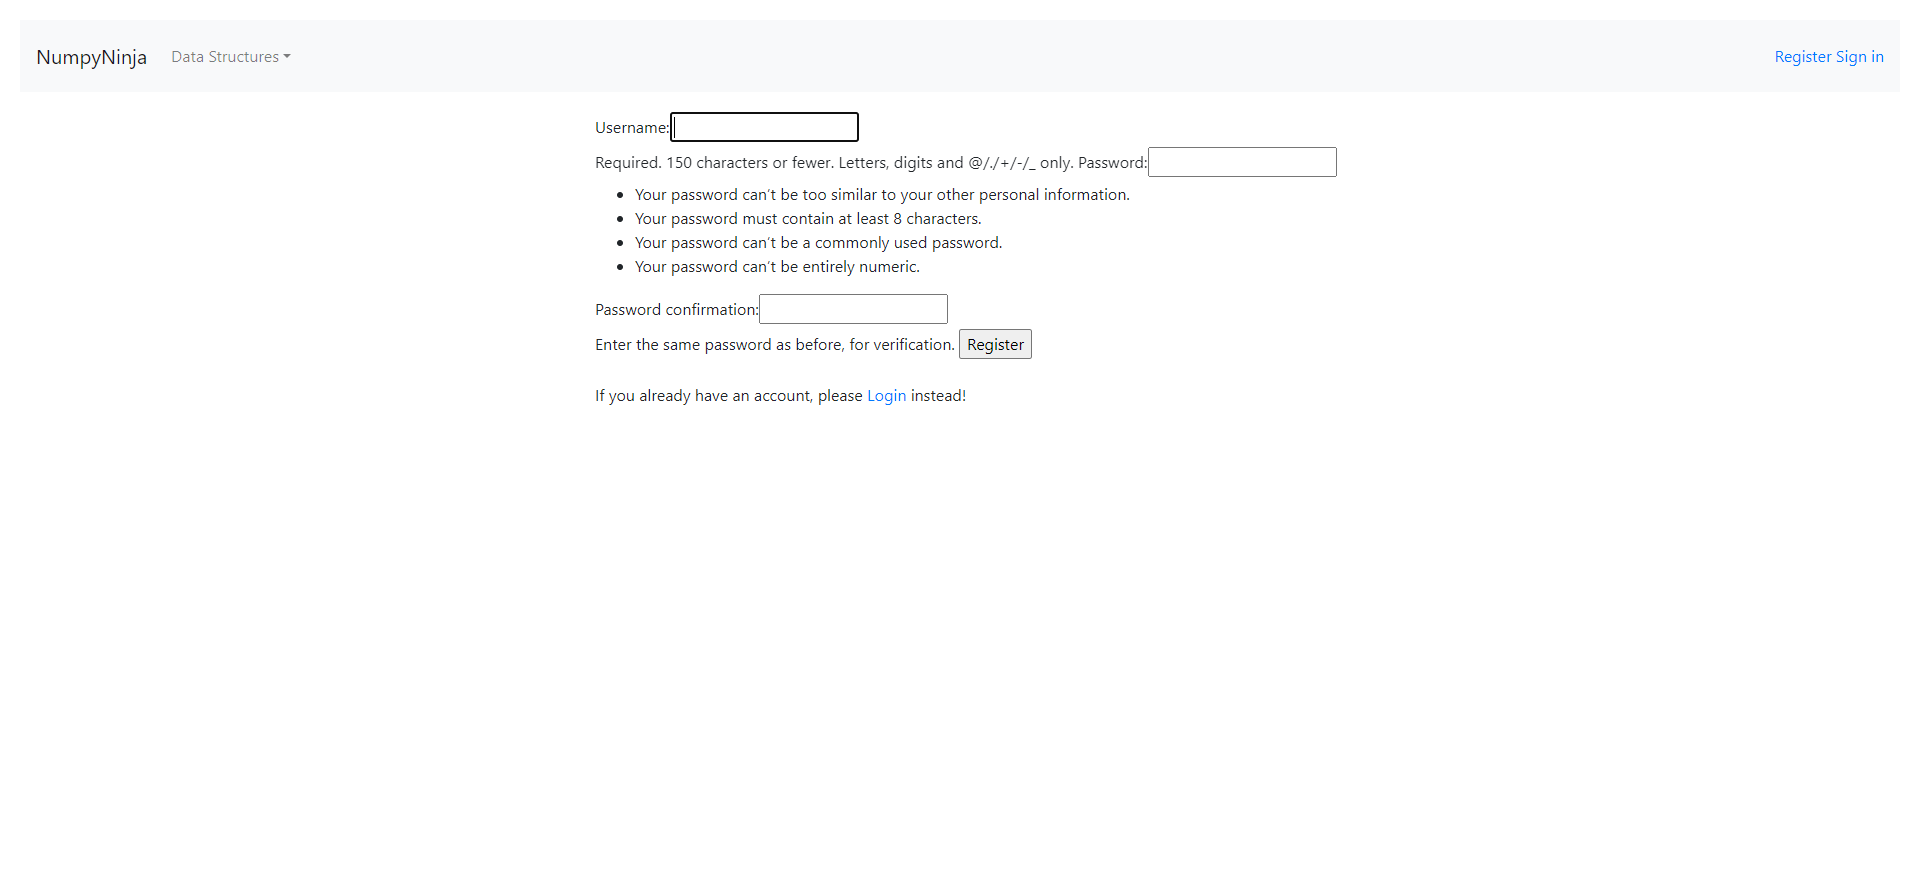 NumpyNinja Data Structures Register Sign in
Username:
Required. 150 characters or fewer. Letters, digits and @/./+/-/_ only. Password:
• Your password can’t be too similar to your other personal information.
• Your password must contain at least 8 characters.
• Your password can’t be a commonly used password.
• Your password can’t be entirely numeric.
Password confirmation:
Enter the same password as before, for verification. Register
If you already have an account, please Login instead!